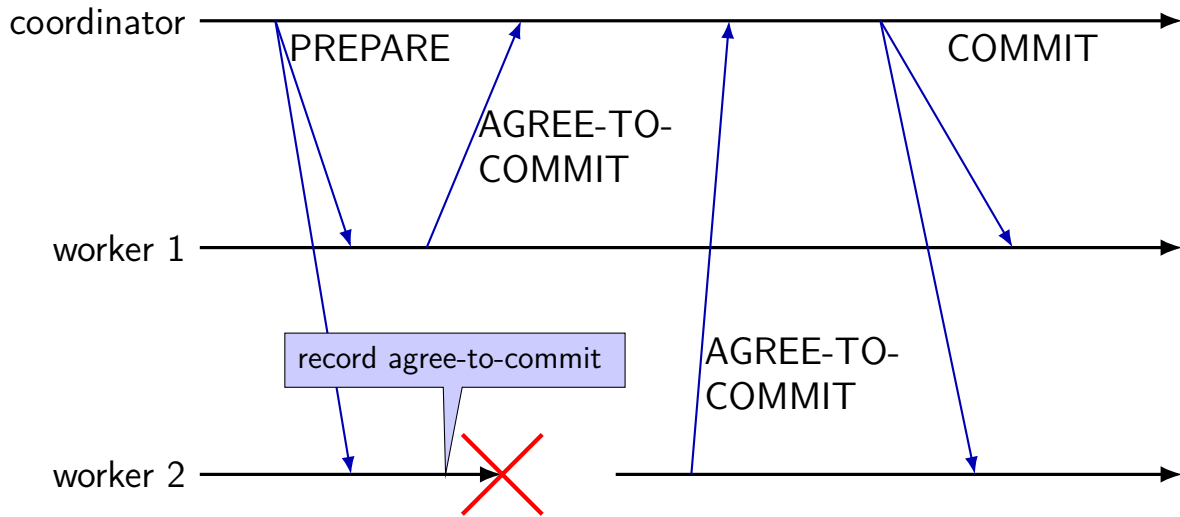 coordinator
PREPARE
COMMIT
AGREE-TO-
COMMIT
worker 1
record agree-to-commit
AGREE-TO-
COMMIT
worker 2